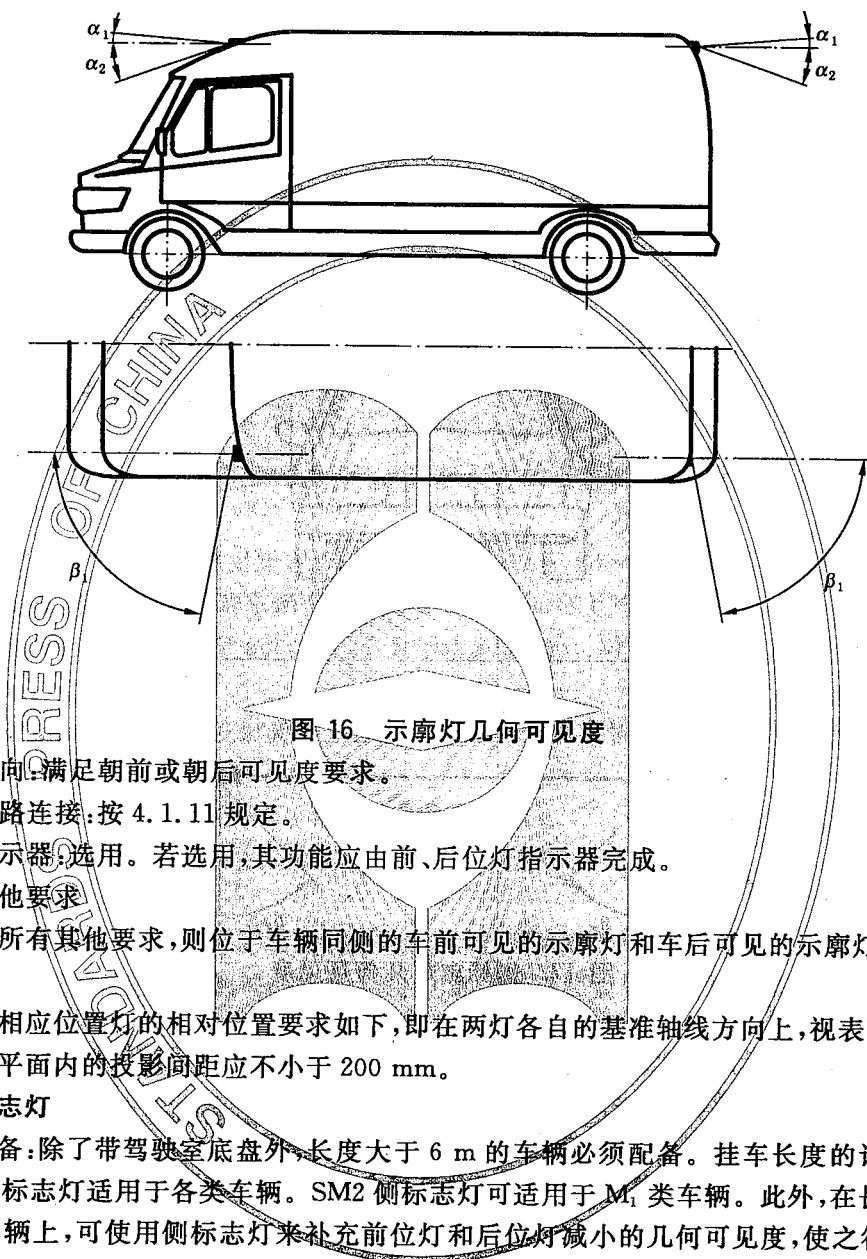 α₁
α₂
α₁
α₂
β₁
β₁
STANDARDS PRESS OF CHINA
图 16 示廓灯几何可见度
向:满足朝前或朝后可见度要求。
路连接:按 4.1.11 规定。
示器:选用。若选用,其功能应由前、后位灯指示器完成。
他要求
所有其他要求,则位于车辆同侧的车前可见的示廓灯和车后可见的示廓灯
相应位置灯的相对位置要求如下,即在两灯各自的基准轴线方向上,视表
平面内的投影间距应不小于 200 mm。
志灯
备:除了带驾驶室底盘外,长度大于 6 m 的车辆必须配备。挂车长度的
标志灯适用于各类车辆。SM2 侧标志灯可适用于 M₁ 类车辆。此外,在
辆上,可使用侧标志灯来补充前位灯和后位灯减小的几何可见度,使之